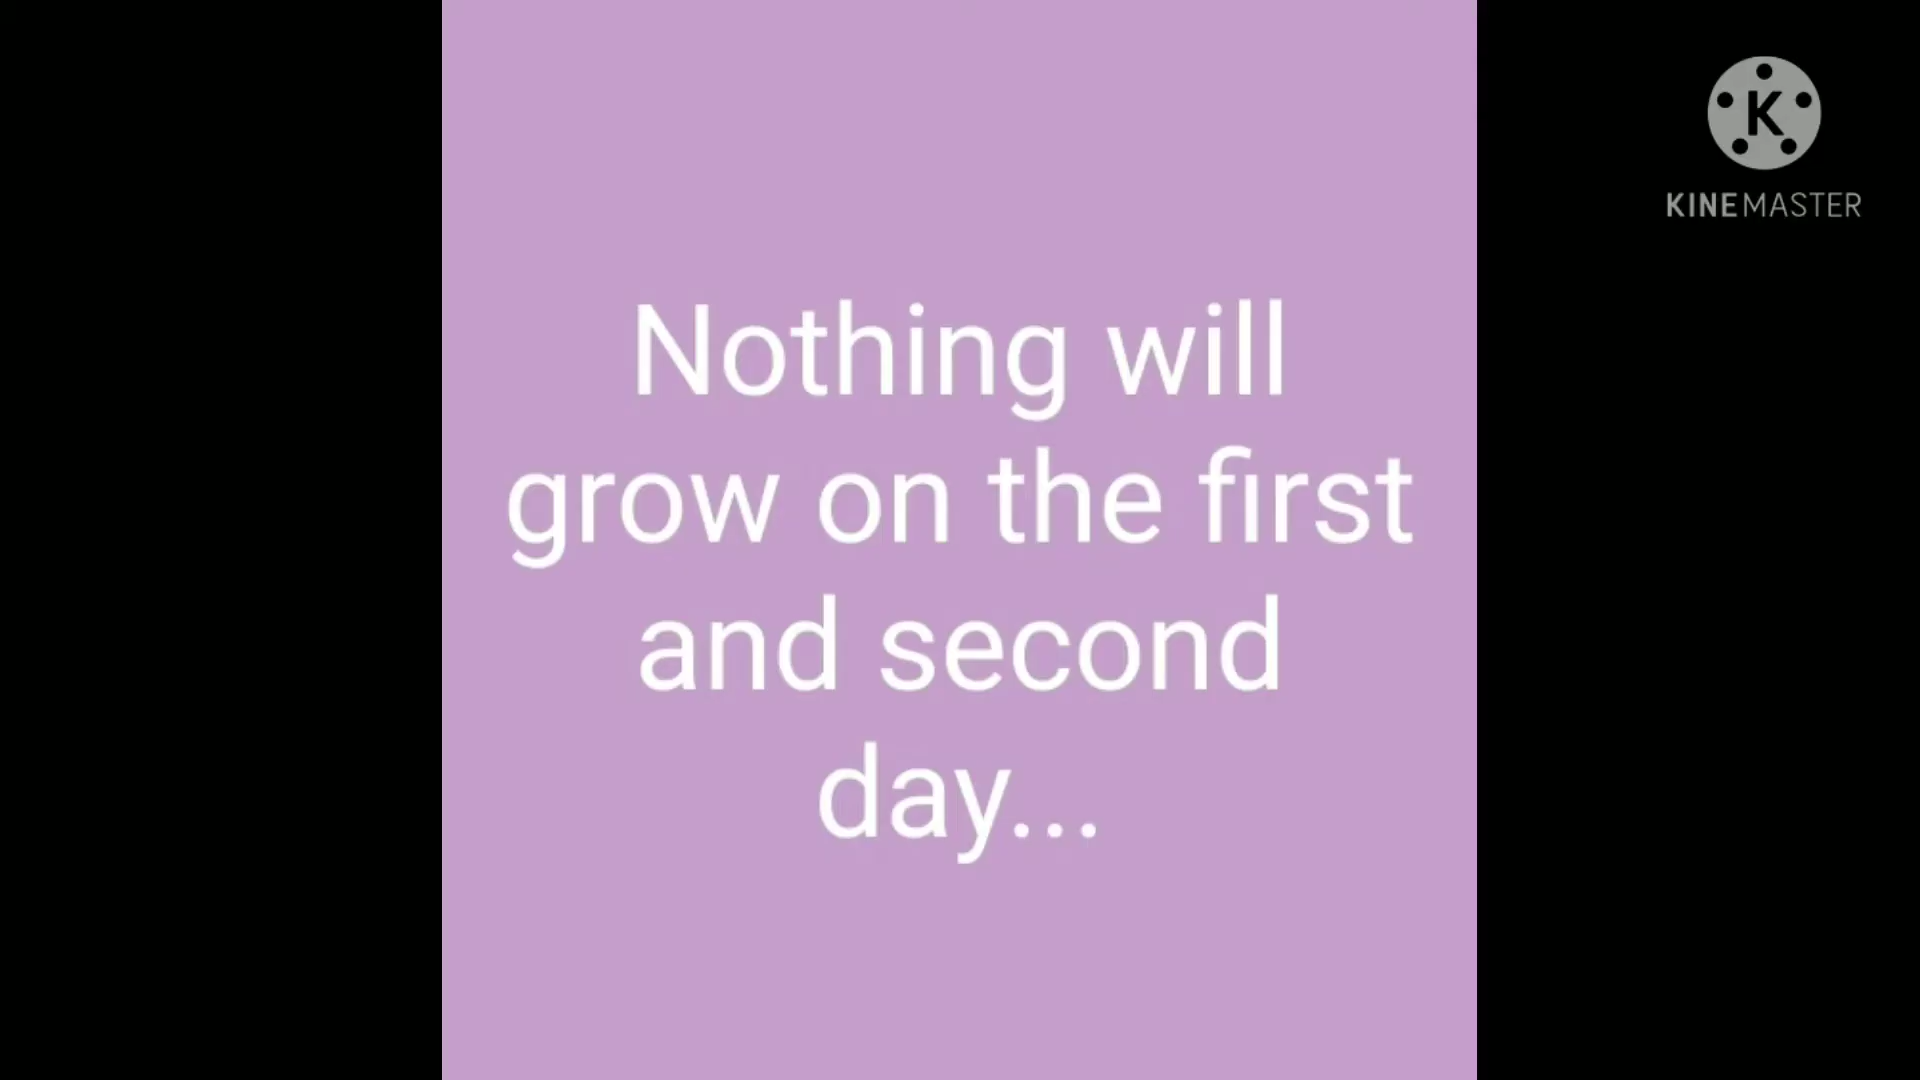 Nothing will
grow on the first
and second
day...
K
KINEMASTER